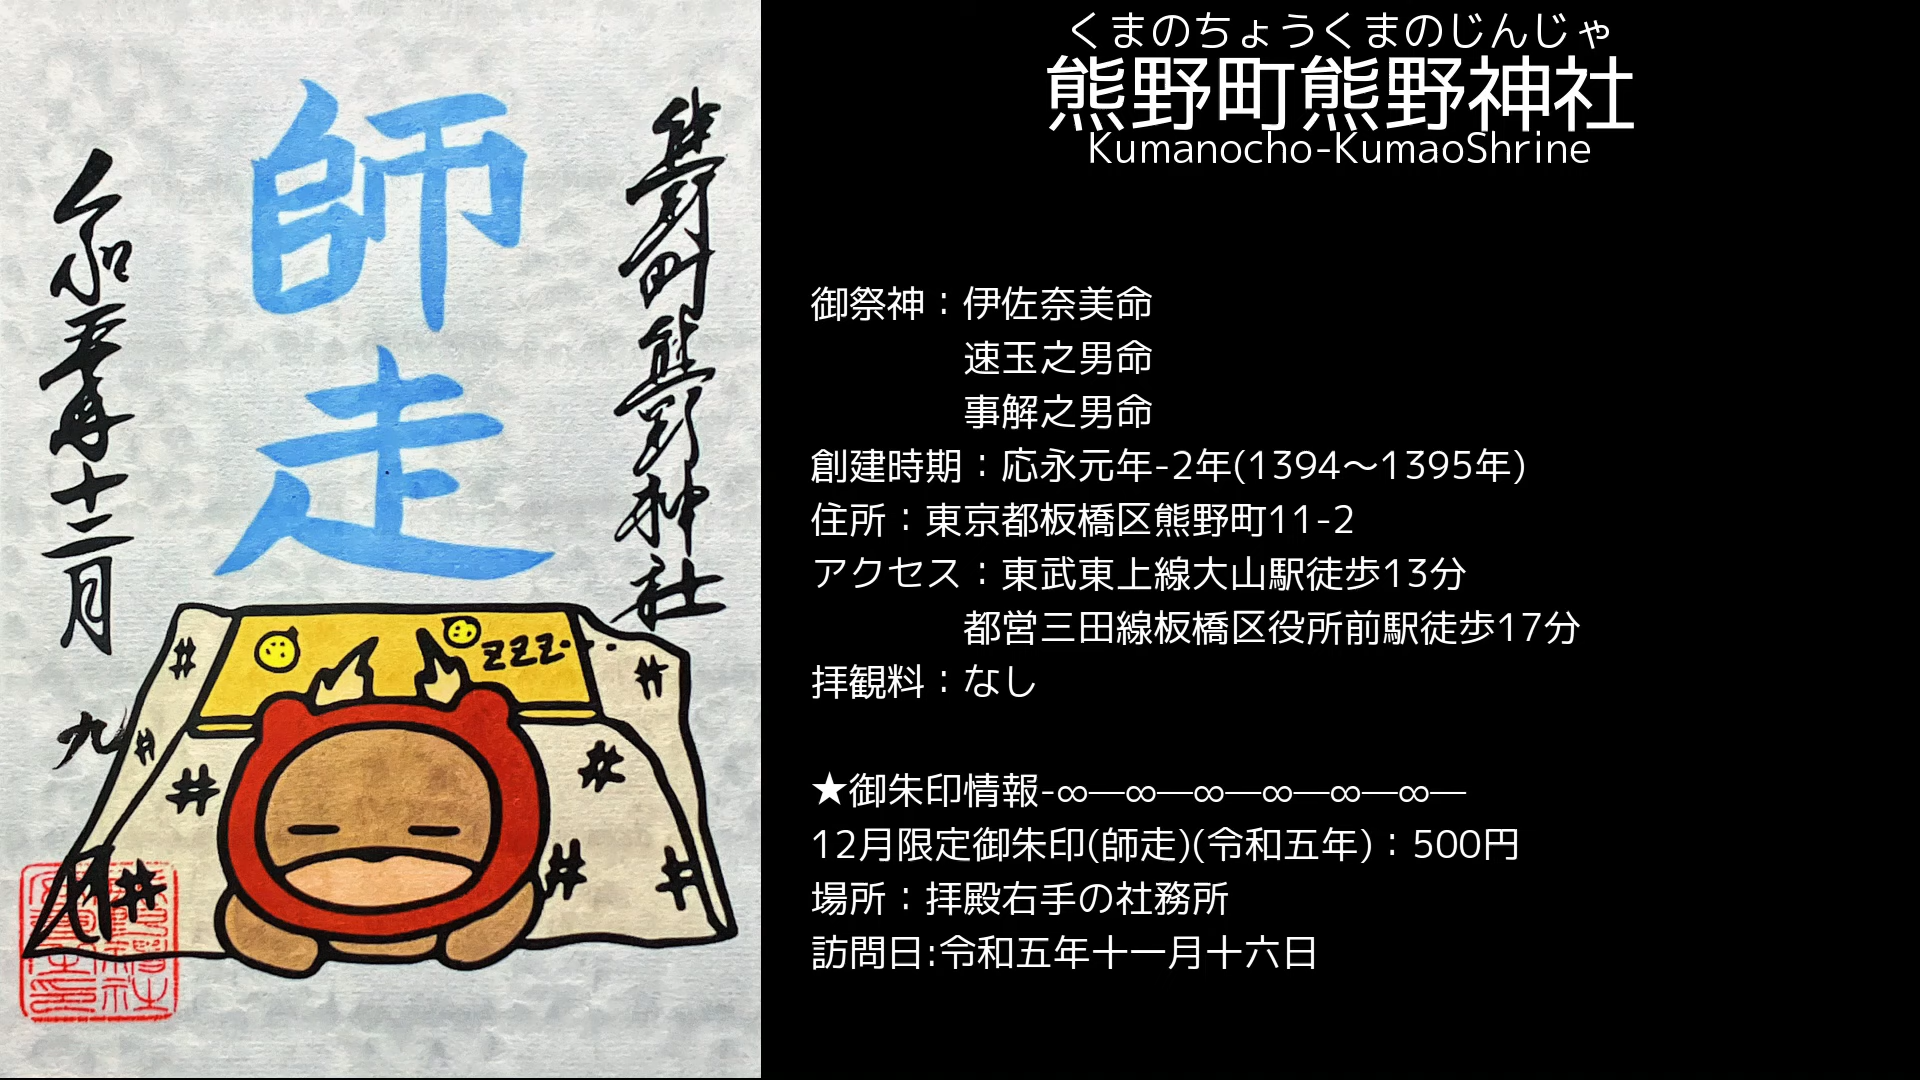 くまのちょうくまのじんじゃ
熊野町熊野神社
Kumanocho-KumaoShrine
御祭神：伊佐奈美命
速玉之男命
事解之男命
創建時期：応永元年-2年(1394～1395年)
住所：東京都板橋区熊野町11-2
アクセス：東武東上線大山駅徒歩13分
都営三田線板橋区役所前駅徒歩17分
拝観料：なし
★御朱印情報-∞—∞—∞—∞—∞—∞—
12月限定御朱印(師走)(令和五年)：500円
場所：拝殿右手の社務所
訪問日:令和五年十一月十六日
熊野町熊野神社
師走
zzz...
令和五年十二月　九